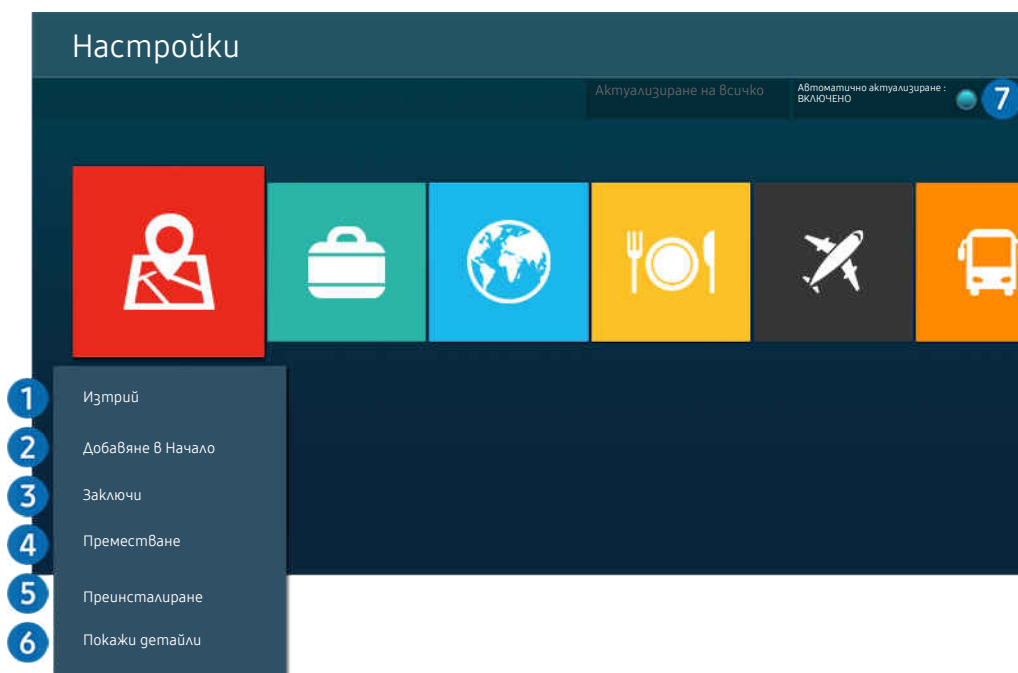 Настройки
Актуализиране на всичко
Автоматично актуализиране :
ВКЛЮЧЕНО
7
1
Изтрий
2
Добавяне в Начало
3
Заключи
4
Преместване
5
Преинсталиране
6
Покажи детайли